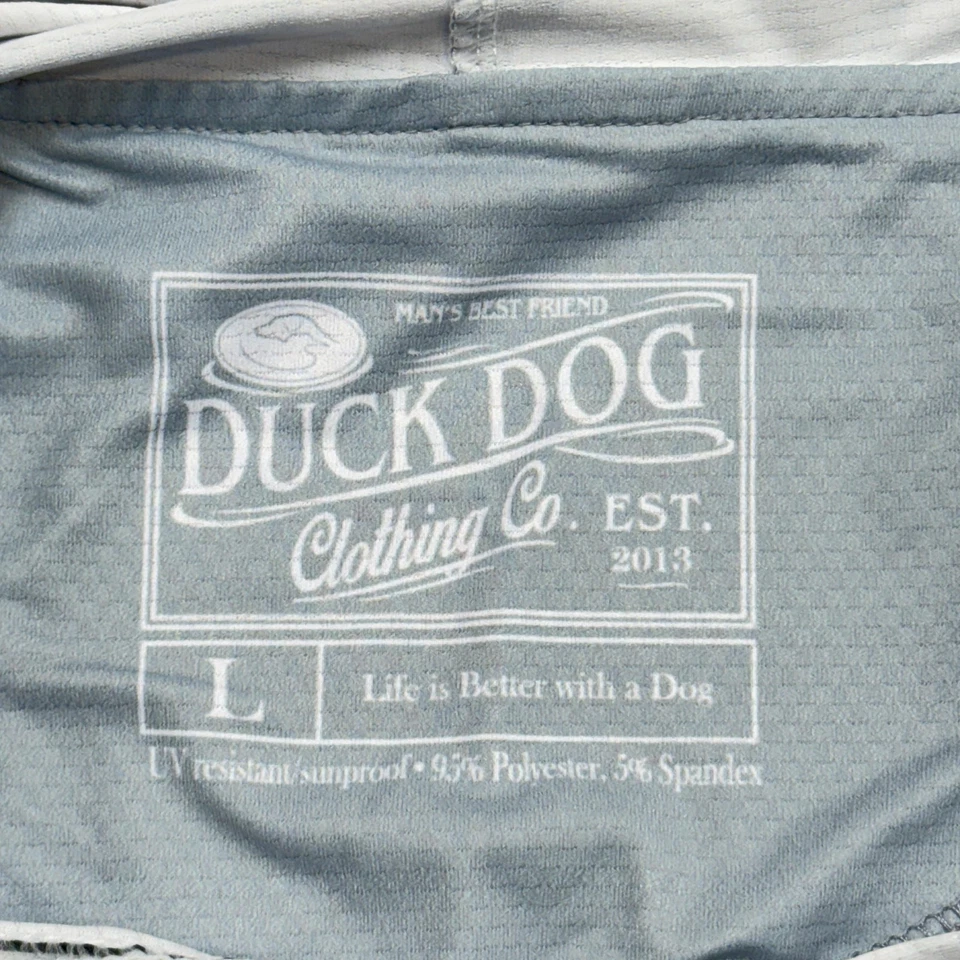 MAN'S BEST FRIEND
DUCK DOG
Clothing Co. EST.
2013
L Life is Better with a Dog
UV resistant/sunproof • 95% Polyester, 5% Spandex